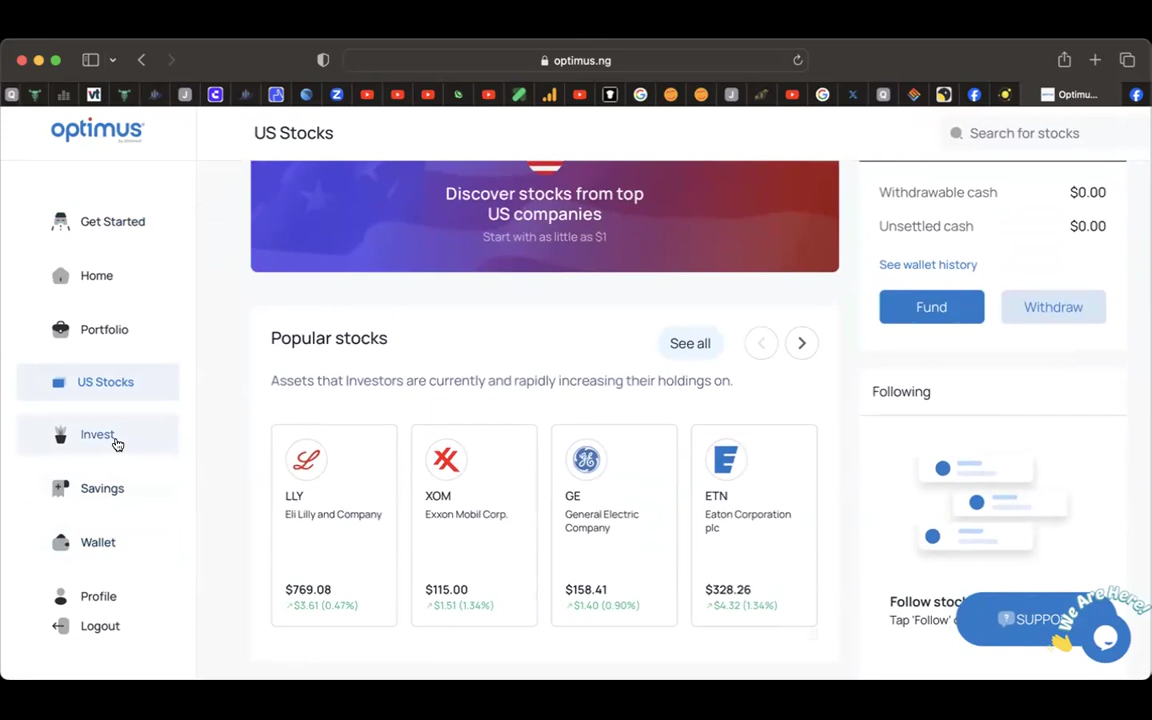 optimus.ng
Optimu...
optimus
US Stocks
Search for stocks
Get Started
Home
Portfolio
US Stocks
Invest
Savings
Wallet
Profile
Logout
Discover stocks from top
US companies
Start with as little as $1
Popular stocks
See all
Assets that Investors are currently and rapidly increasing their holdings on.
LLY
Eli Lilly and Company
$769.08
$3.61 (0.47%)
XOM
Exxon Mobil Corp.
$115.00
$1.51 (1.34%)
GE
General Electric
Company
$158.41
$1.40 (0.90%)
ETN
Eaton Corporation
plc
$328.26
$4.32 (1.34%)
Withdrawable cash $0.00
Unsettled cash $0.00
See wallet history
Fund Withdraw
Following
Follow stoc
Tap 'Follow'
SUPPO
We Are Here!